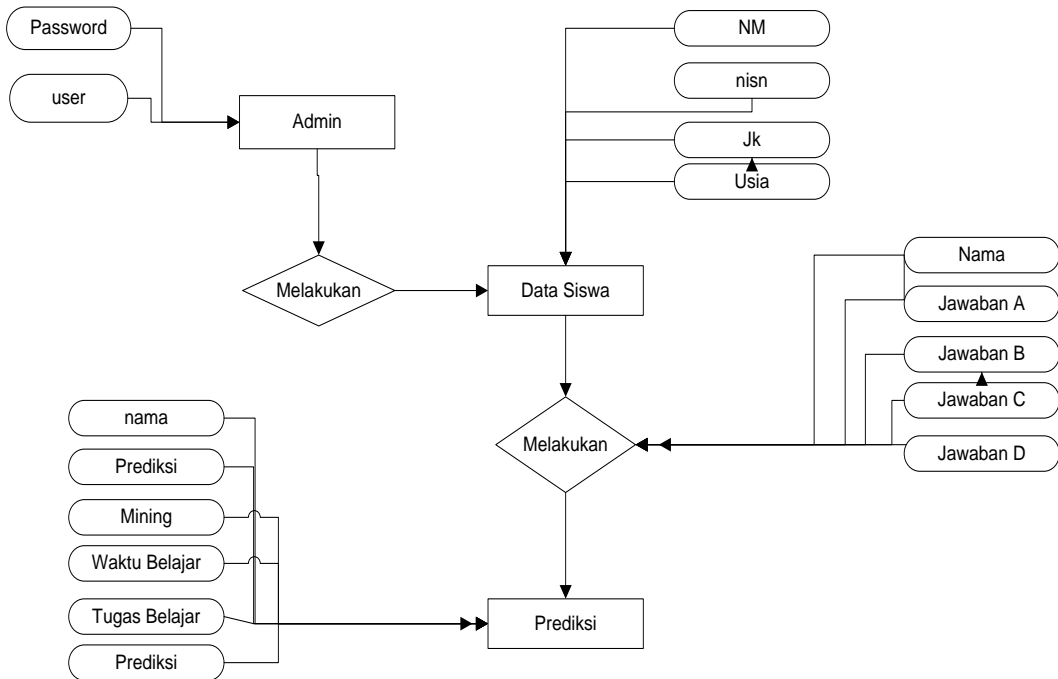 Password
NM
user
nisn
Admin
Jk
Usia
Nama
Melakukan
Data Siswa
Jawaban A
Jawaban B
Jawaban C
nama
Melakukan
Jawaban D
Prediksi
Mining
Waktu Belajar
Tugas Belajar
Prediksi
Prediksi